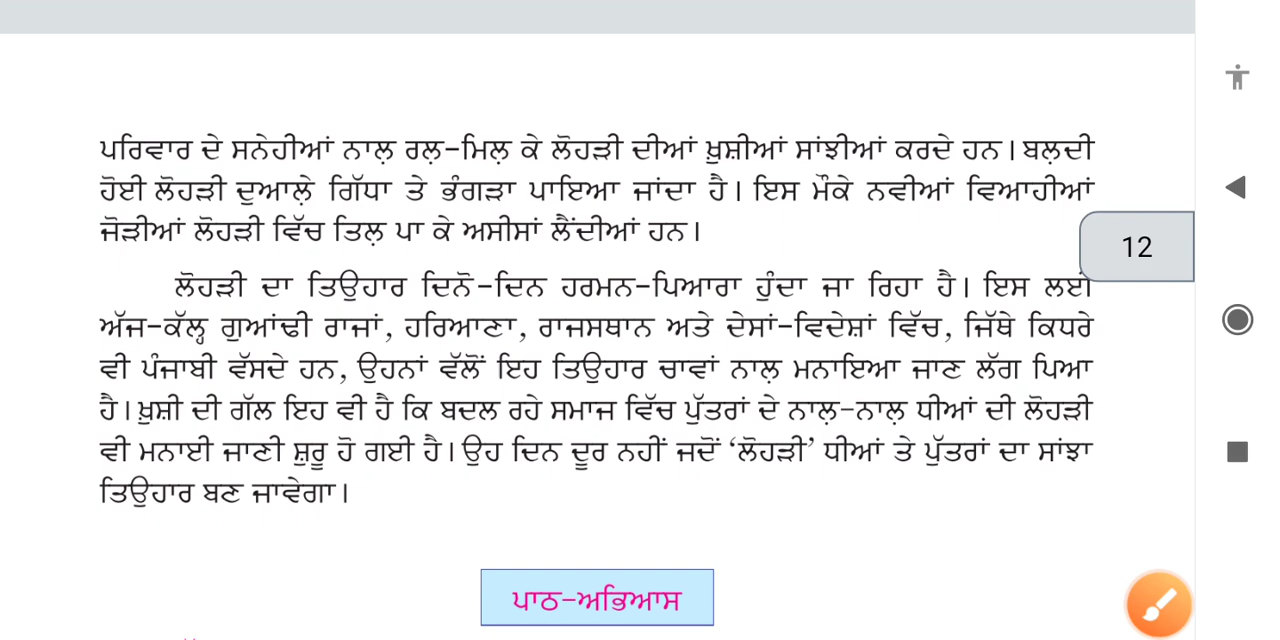 ਪਰਿਵਾਰ ਦੇ ਸਨੇਹੀਆਂ ਨਾਲ਼ ਰਲ਼-ਮਿਲ਼ ਕੇ ਲੋਹੜੀ ਦੀਆਂ ਖ਼ੁਸ਼ੀਆਂ ਸਾਂਝੀਆਂ ਕਰਦੇ ਹਨ। ਬਲ਼ਦੀ
ਹੋਈ ਲੋਹੜੀ ਦੁਆਲ਼ੇ ਗਿੱਧਾ ਤੇ ਭੰਗੜਾ ਪਾਇਆ ਜਾਂਦਾ ਹੈ। ਇਸ ਮੌਕੇ ਨਵੀਆਂ ਵਿਆਹੀਆਂ
ਜੋੜੀਆਂ ਲੋਹੜੀ ਵਿੱਚ ਤਿਲ਼ ਪਾ ਕੇ ਅਸੀਸਾਂ ਲੈਂਦੀਆਂ ਹਨ।
12
ਲੋਹੜੀ ਦਾ ਤਿਉਹਾਰ ਦਿਨੋ-ਦਿਨ ਹਰਮਨ-ਪਿਆਰਾ ਹੁੰਦਾ ਜਾ ਰਿਹਾ ਹੈ। ਇਸ ਲਈ
ਅੱਜ-ਕੱਲ੍ਹ ਗੁਆਂਢੀ ਰਾਜਾਂ, ਹਰਿਆਣਾ, ਰਾਜਸਥਾਨ ਅਤੇ ਦੇਸਾਂ-ਵਿਦੇਸ਼ਾਂ ਵਿੱਚ, ਜਿੱਥੇ ਕਿਧਰੇ
ਵੀ ਪੰਜਾਬੀ ਵੱਸਦੇ ਹਨ, ਉਹਨਾਂ ਵੱਲੋਂ ਇਹ ਤਿਉਹਾਰ ਚਾਵਾਂ ਨਾਲ਼ ਮਨਾਇਆ ਜਾਣ ਲੱਗ ਪਿਆ
ਹੈ। ਖ਼ੁਸ਼ੀ ਦੀ ਗੱਲ ਇਹ ਵੀ ਹੈ ਕਿ ਬਦਲ ਰਹੇ ਸਮਾਜ ਵਿੱਚ ਪੁੱਤਰਾਂ ਦੇ ਨਾਲ਼-ਨਾਲ਼ ਧੀਆਂ ਦੀ ਲੋਹੜੀ
ਵੀ ਮਨਾਈ ਜਾਣੀ ਸ਼ੁਰੂ ਹੋ ਗਈ ਹੈ। ਉਹ ਦਿਨ ਦੂਰ ਨਹੀਂ ਜਦੋਂ ‘ਲੋਹੜੀ’ ਧੀਆਂ ਤੇ ਪੁੱਤਰਾਂ ਦਾ ਸਾਂਝਾ
ਤਿਉਹਾਰ ਬਣ ਜਾਵੇਗਾ।
ਪਾਠ-ਅਭਿਆਸ